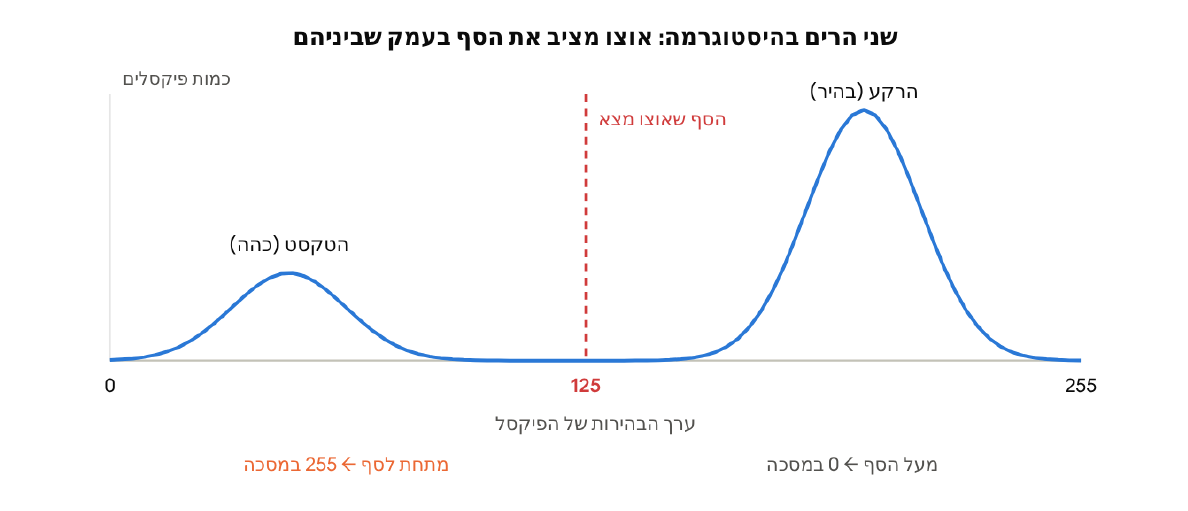 שני הרים בהיסטוגרמה: אוצו מציב את הסף בעמק שביניהם
כמות פיקסלים
הרקע (בהיר)
הסף שאוצו מצא
הטקסט (כהה)
0
125
255
ערך הבהירות של הפיקסל
מעל הסף ← 0 במסכה
מתחת לסף ← 255 במסכה